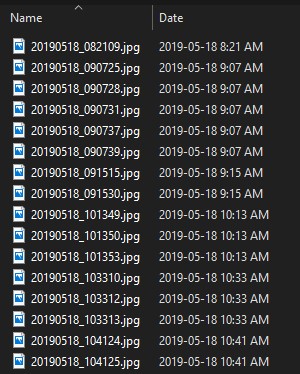 Name Date
20190518_082109.jpg 2019-05-18 8:21 AM
20190518_090725.jpg 2019-05-18 9:07 AM
20190518_090728.jpg 2019-05-18 9:07 AM
20190518_090731.jpg 2019-05-18 9:07 AM
20190518_090737.jpg 2019-05-18 9:07 AM
20190518_090739.jpg 2019-05-18 9:07 AM
20190518_091515.jpg 2019-05-18 9:15 AM
20190518_091530.jpg 2019-05-18 9:15 AM
20190518_101349.jpg 2019-05-18 10:13 AM
20190518_101350.jpg 2019-05-18 10:13 AM
20190518_101353.jpg 2019-05-18 10:13 AM
20190518_103310.jpg 2019-05-18 10:33 AM
20190518_103312.jpg 2019-05-18 10:33 AM
20190518_103313.jpg 2019-05-18 10:33 AM
20190518_104124.jpg 2019-05-18 10:41 AM
20190518_104125.jpg 2019-05-18 10:41 AM